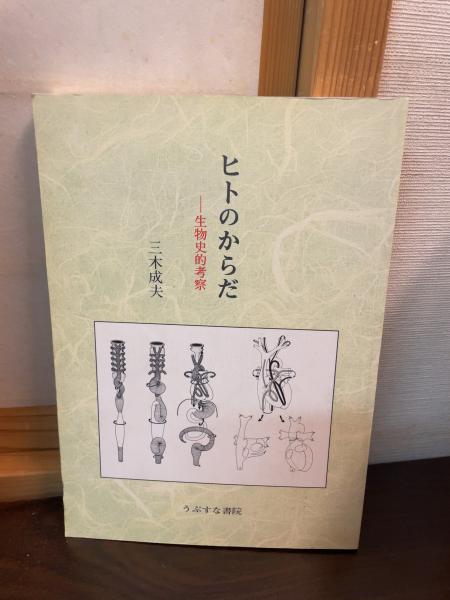 ヒトのからだ
―生物史的考察
三木成夫
うぶすな書院